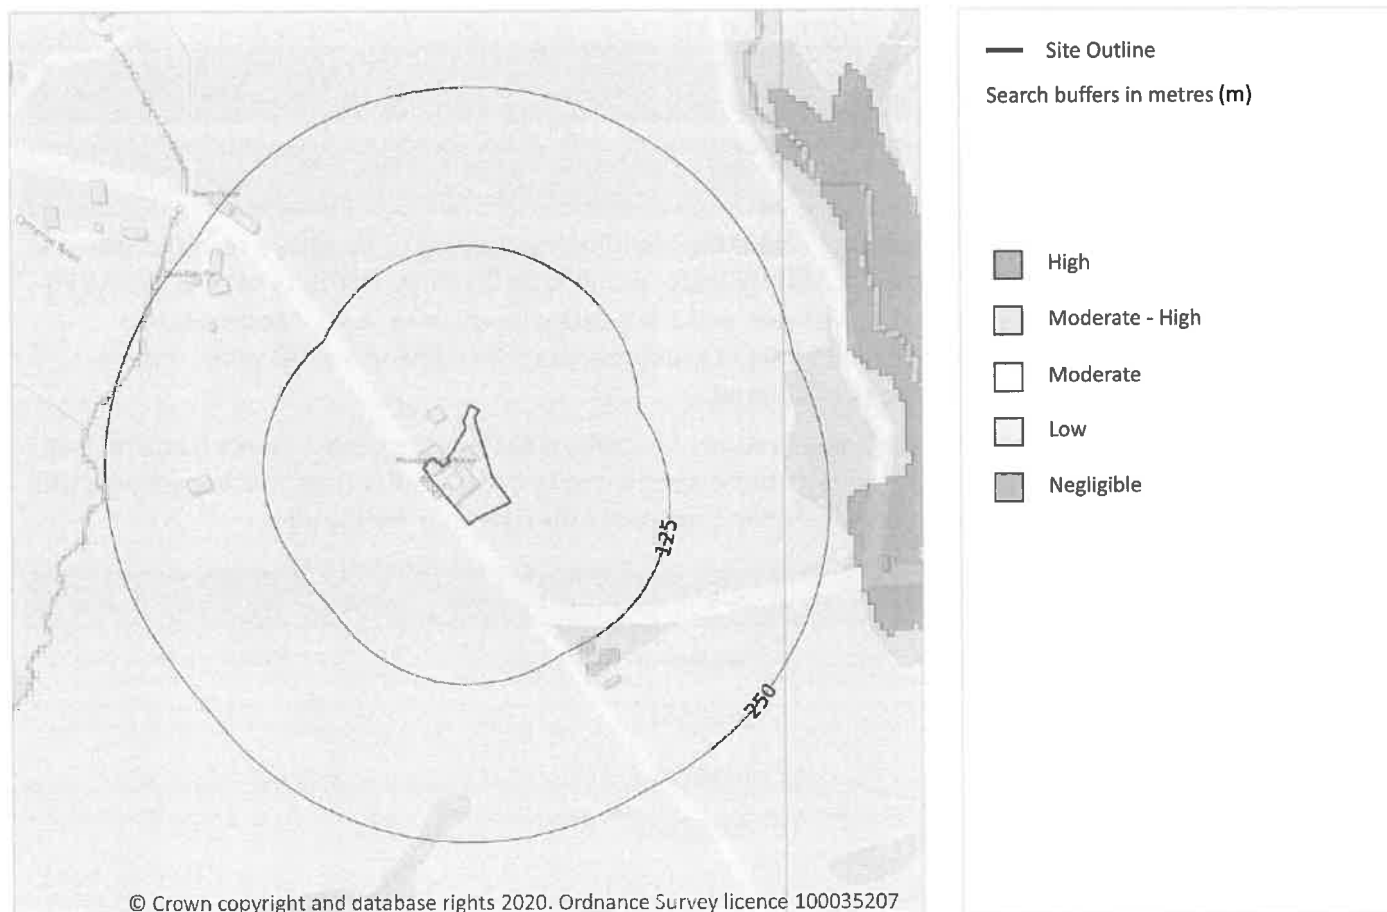 Site Outline
Search buffers in metres (m)
High
Moderate - High
Moderate
Low
Negligible
125
250
© Crown copyright and database rights 2020. Ordnance Survey licence 100035207